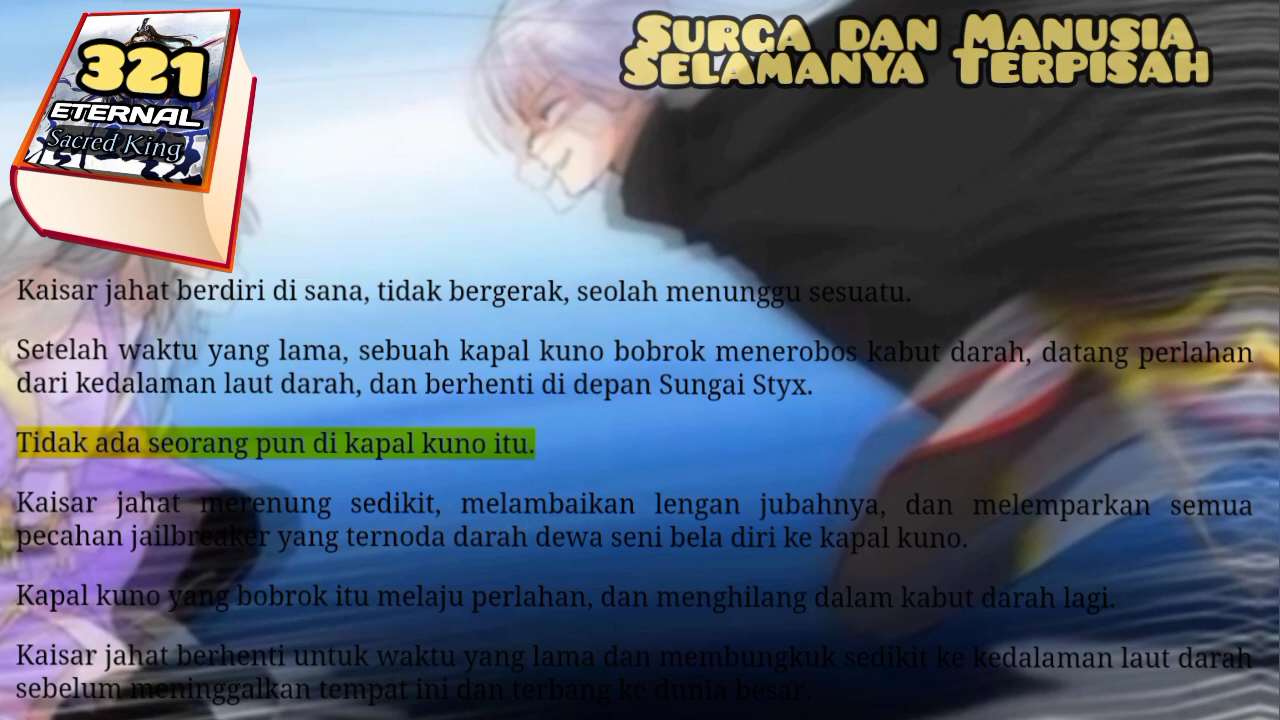 321
ETERNAL
Sacred King
SURGA DAN MANUSIA
SELAMANYA TERPISAH
Kaisar jahat berdiri di sana, tidak bergerak, seolah menunggu sesuatu.
Setelah waktu yang lama, sebuah kapal kuno bobrok menerobos kabut darah, datang perlahan
dari kedalaman laut darah, dan berhenti di depan Sungai Styx.
Tidak ada seorang pun di kapal kuno itu.
Kaisar jahat merenung sedikit, melambaikan lengan jubahnya, dan melemparkan semua
pecahan jailbreaker yang ternoda darah dewa seni bela diri ke kapal kuno.
Kapal kuno yang bobrok itu melaju perlahan, dan menghilang dalam kabut darah lagi.
Kaisar jahat berhenti untuk waktu yang lama dan membungkuk sedikit ke kedalaman laut darah
sebelum meninggalkan tempat ini dan terbang ke dunia besar.